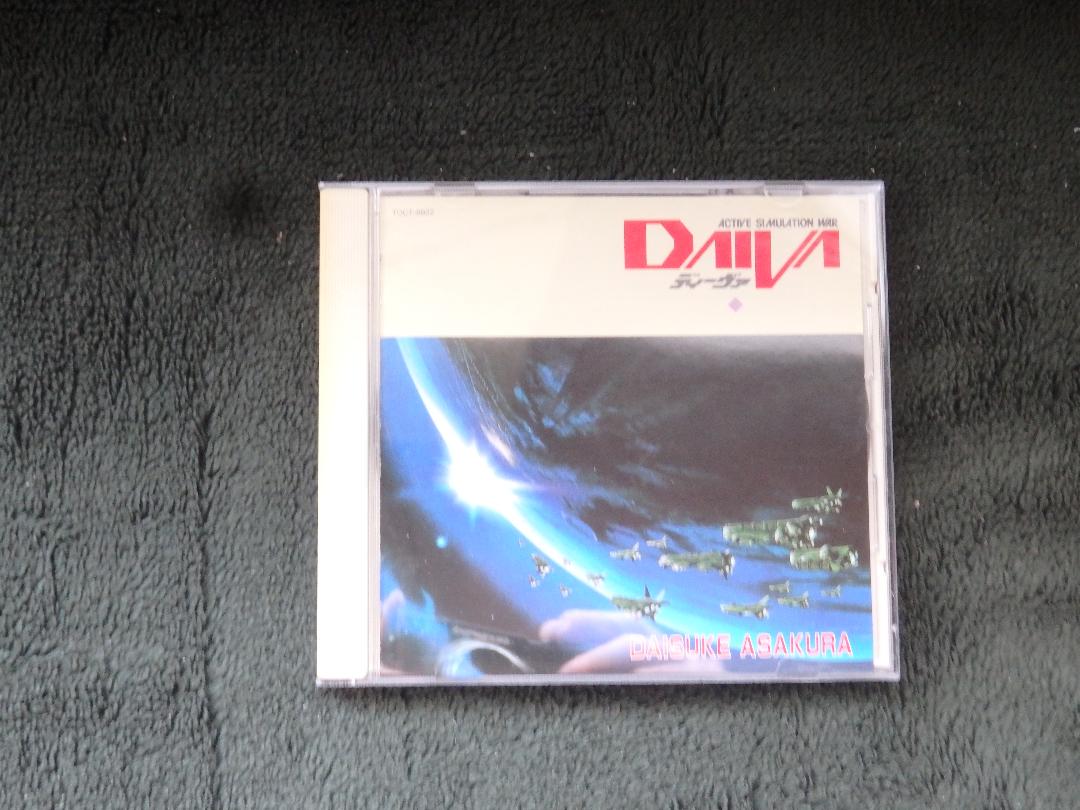 ACTIVE SIMULATION WAR
DAIVA
ディーヴァ
DAISUKE ASAKURA